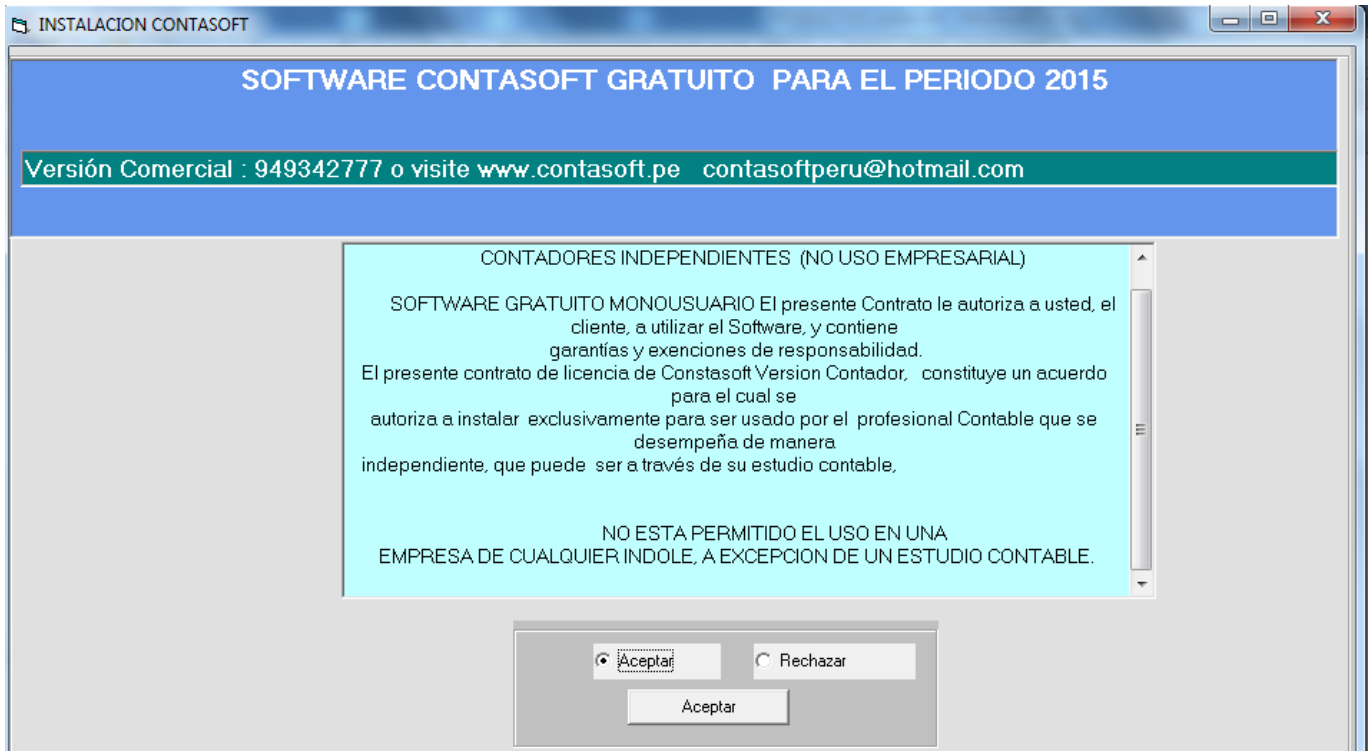 INSTALACION CONTASOFT
SOFTWARE CONTASOFT GRATUITO PARA EL PERIODO 2015
Versión Comercial : 949342777 o visite www.contasoft.pe contasoftperu@hotmail.com
CONTADORES INDEPENDIENTES (NO USO EMPRESARIAL)
SOFTWARE GRATUITO MONOUSUARIO El presente Contrato le autoriza a usted, el
cliente, a utilizar el Software, y contiene
garantías y exenciones de responsabilidad.
El presente contrato de licencia de Constasoft Version Contador, constituye un acuerdo
para el cual se
autoriza a instalar exclusivamente para ser usado por el profesional Contable que se
desempeña de manera
independiente, que puede ser a través de su estudio contable,
NO ESTA PERMITIDO EL USO EN UNA
EMPRESA DE CUALQUIER INDOLE, A EXCEPCION DE UN ESTUDIO CONTABLE.
Aceptar Rechazar
Aceptar